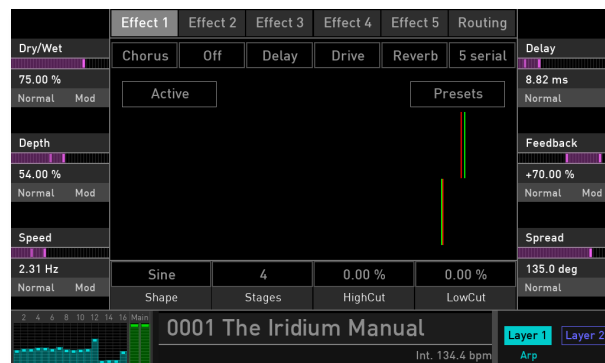 Effect 1 Effect 2 Effect 3 Effect 4 Effect 5 Routing
Dry/Wet
Chorus Off Delay Drive Reverb 5 serial
Delay
75.00 %
8.82 ms
Normal Mod
Active
Presets
Normal
Depth
Feedback
54.00 %
+70.00 %
Normal Mod
Normal Mod
Speed
Spread
2.31 Hz
Sine 4 0.00 % 0.00 %
135.0 deg
Normal Mod
Shape Stages HighCut LowCut
Normal
2 4 6 8 10 12 14 16 Main
0001 The Iridium Manual
Layer 1 Layer 2
Int. 134.4 bpm
Arp